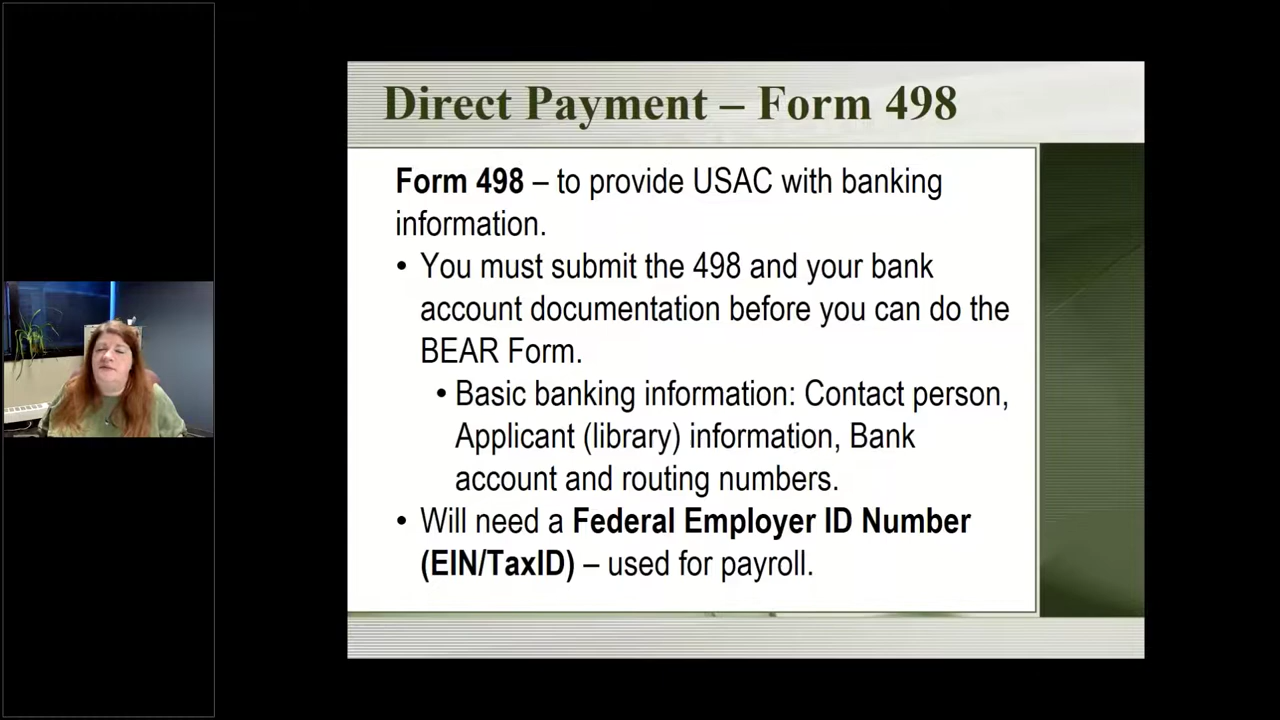 Direct Payment – Form 498
Form 498 – to provide USAC with banking
information.
• You must submit the 498 and your bank
account documentation before you can do the
BEAR Form.
• Basic banking information: Contact person,
Applicant (library) information, Bank
account and routing numbers.
• Will need a Federal Employer ID Number
(EIN/TaxID) – used for payroll.